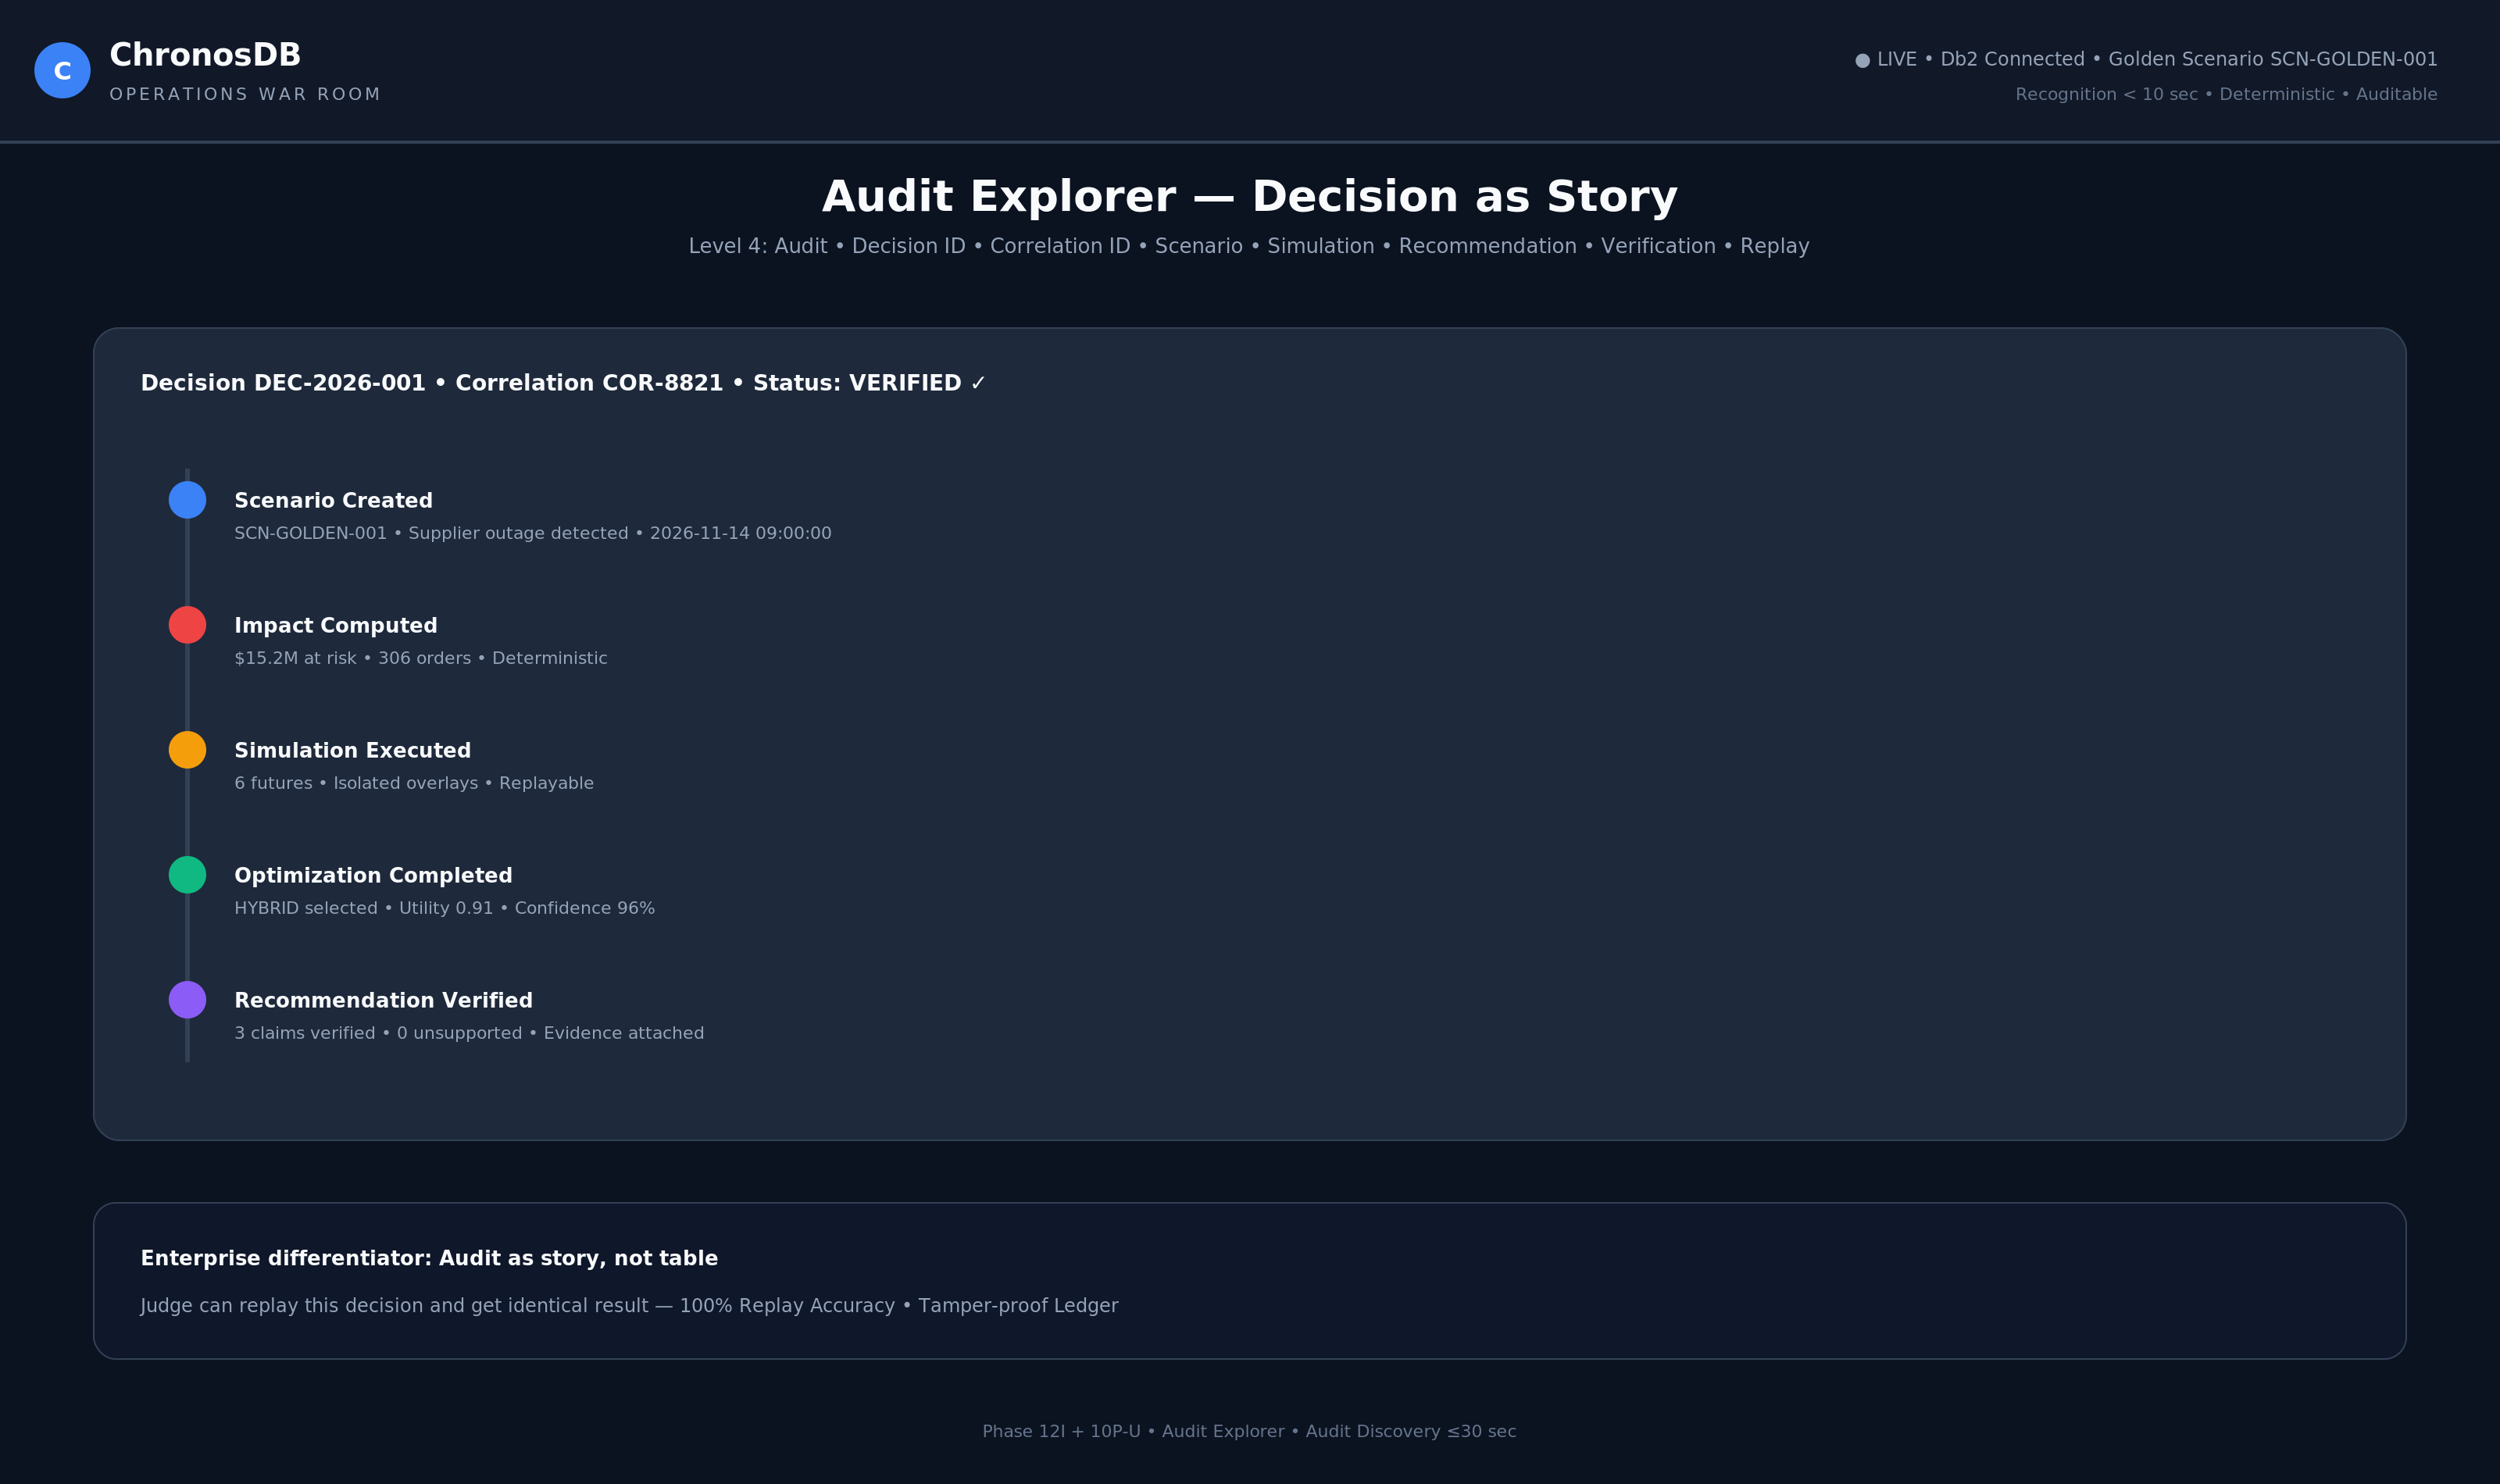 C
ChronosDB
OPERATIONS WAR ROOM
● LIVE • Db2 Connected • Golden Scenario SCN-GOLDEN-001
Recognition < 10 sec • Deterministic • Auditable
Audit Explorer — Decision as Story
Level 4: Audit • Decision ID • Correlation ID • Scenario • Simulation • Recommendation • Verification • Replay
Decision DEC-2026-001 • Correlation COR-8821 • Status: VERIFIED ✓
Scenario Created
SCN-GOLDEN-001 • Supplier outage detected • 2026-11-14 09:00:00
Impact Computed
$15.2M at risk • 306 orders • Deterministic
Simulation Executed
6 futures • Isolated overlays • Replayable
Optimization Completed
HYBRID selected • Utility 0.91 • Confidence 96%
Recommendation Verified
3 claims verified • 0 unsupported • Evidence attached
Enterprise differentiator: Audit as story, not table
Judge can replay this decision and get identical result — 100% Replay Accuracy • Tamper-proof Ledger
Phase 12I + 10P-U • Audit Explorer • Audit Discovery ≤30 sec